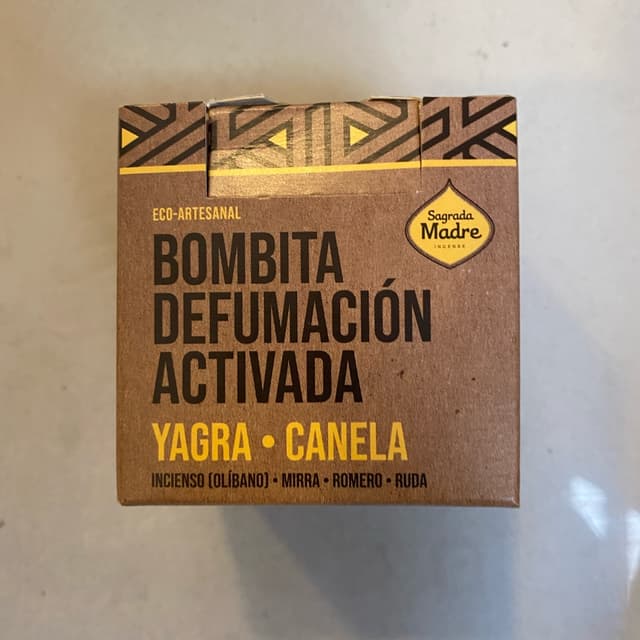 ECO-ARTESANAL
Sagrada
Madre
INCENSE
BOMBITA
DEFUMACIÓN
ACTIVADA
YAGRA • CANELA
INCIENSO (OLÍBANO) • MIRRA • ROMERO • RUDA